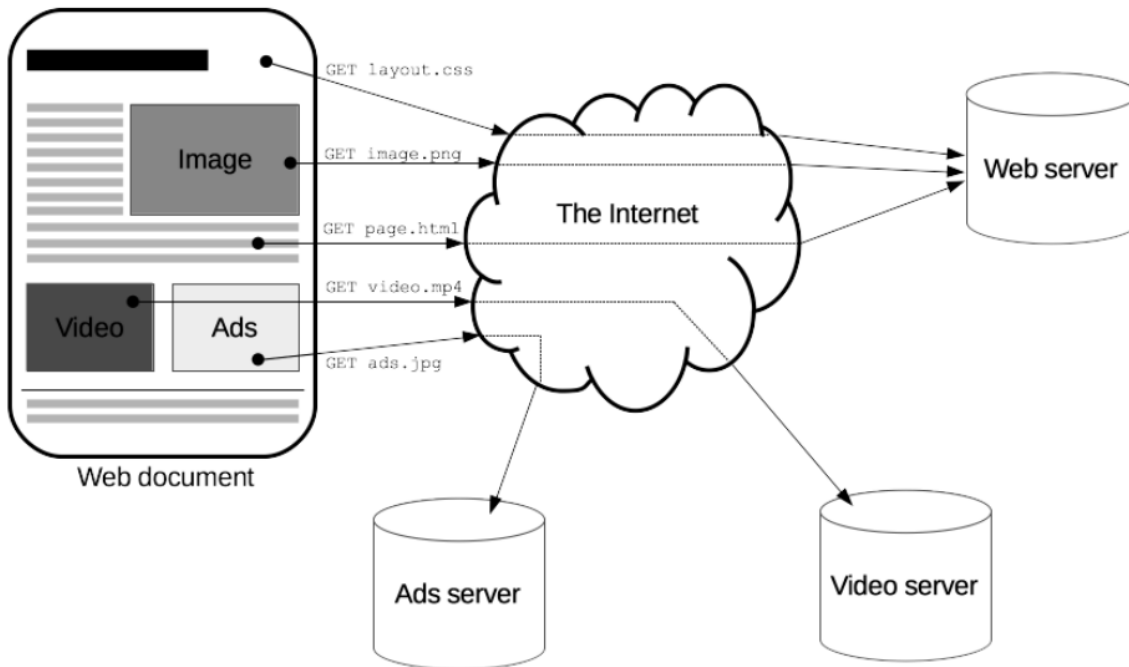 GET layout.css
Image
GET image.png
Web server
The Internet
GET page.html
GET video.mp4
Video
Ads
GET ads.jpg
Web document
Ads server
Video server